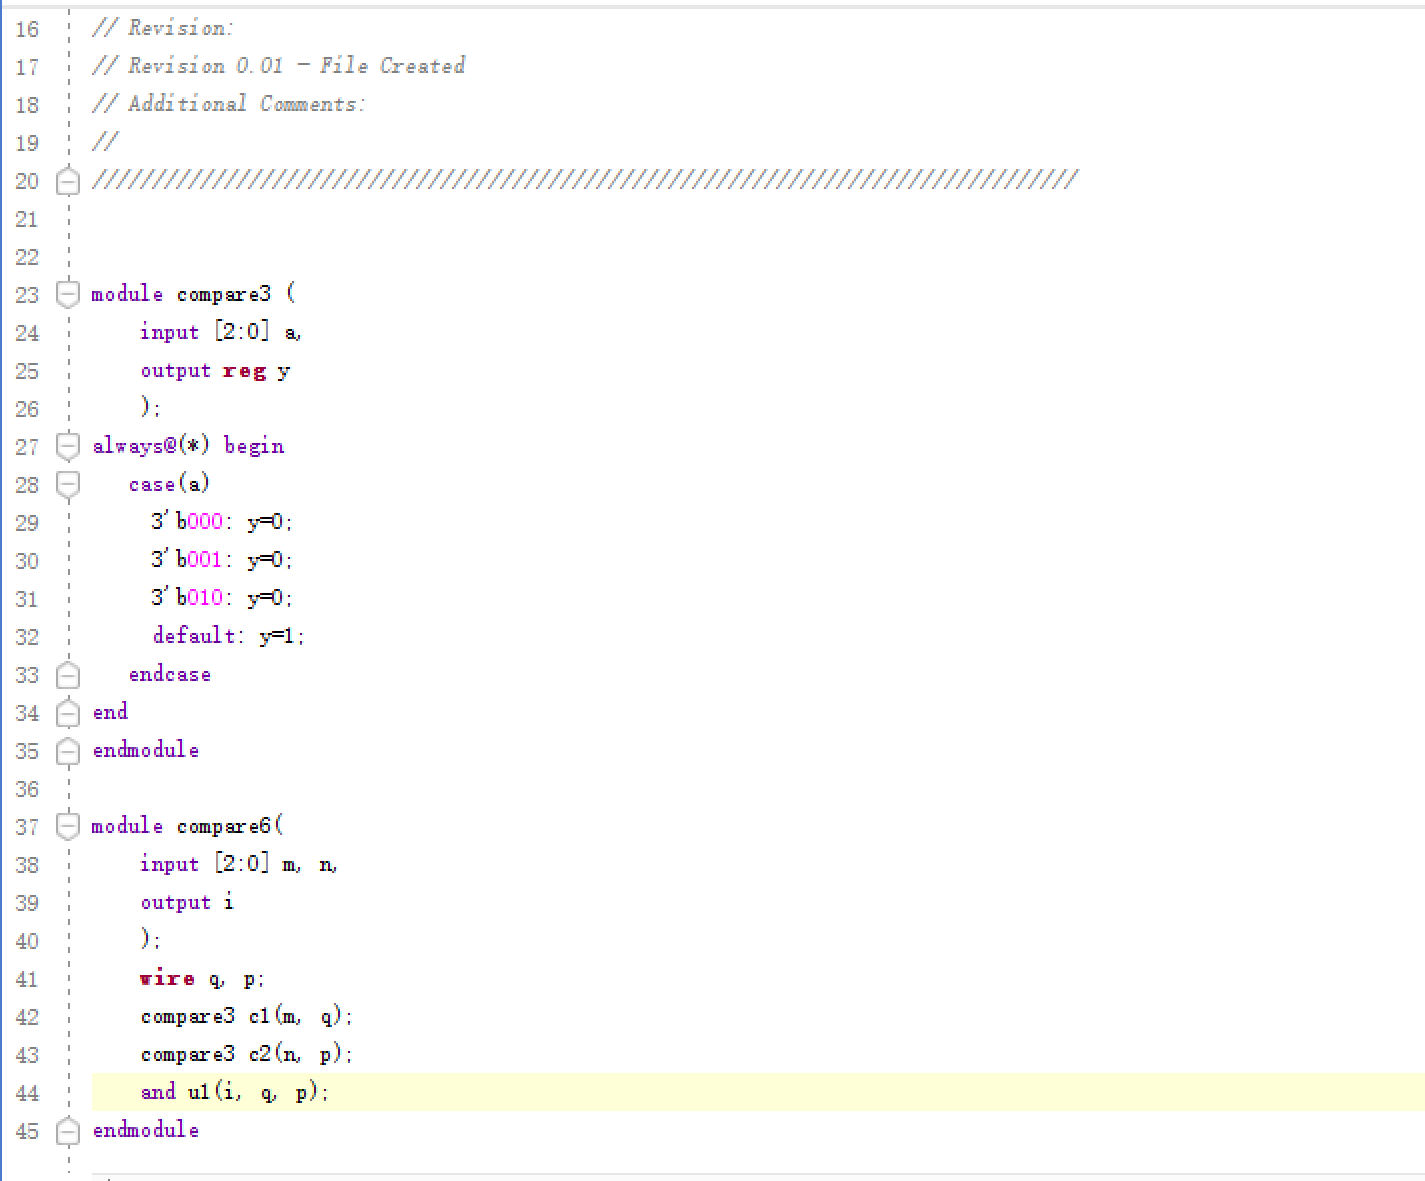 16 // Revision:
17 // Revision 0.01 - File Created
18 // Additional Comments:
19 //
20 //////////////////////////////////////////////////////////////////////////////////
21
22
23 module compare3 (
24 input [2:0] a,
25 output reg y
26 );
27 always@(*) begin
28 case(a)
29 3'b000: y=0;
30 3'b001: y=0;
31 3'b010: y=0;
32 default: y=1;
33 endcase
34 end
35 endmodule
36
37 module compare6(
38 input [2:0] m, n,
39 output i
40 );
41 wire q, p;
42 compare3 c1(m, q);
43 compare3 c2(n, p);
44 and u1(i, q, p);
45 endmodule